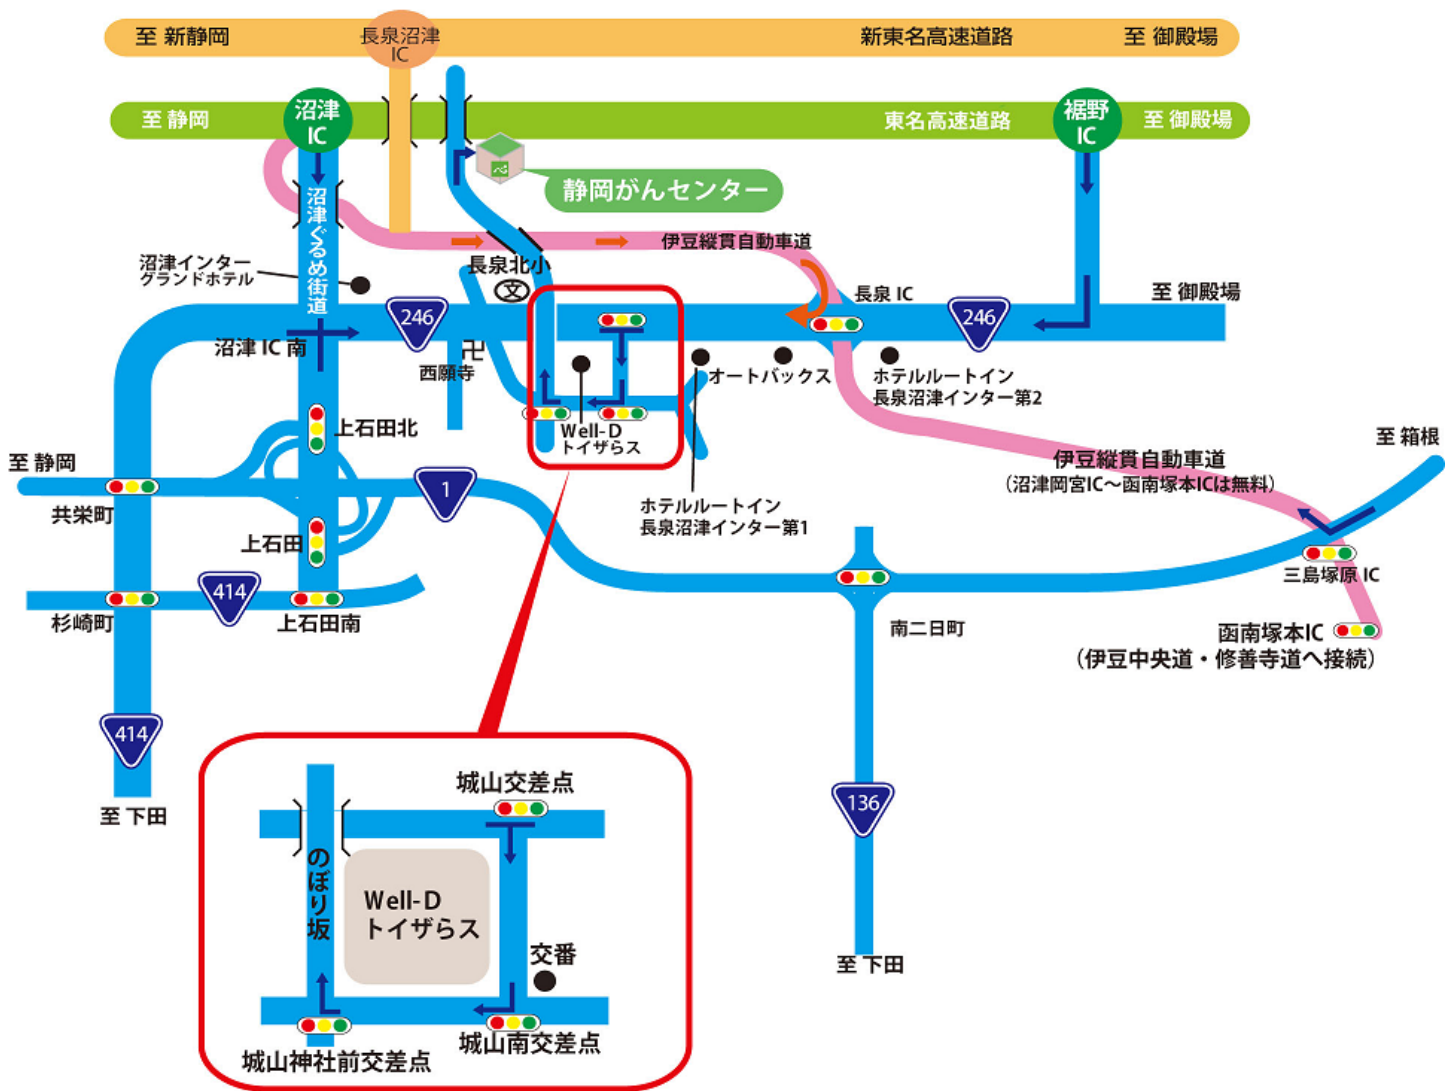 至 新静岡
長泉沼津
IC
新東名高速道路
至 御殿場
至 静岡
沼津
IC
東名高速道路
裾野
IC
至 御殿場
静岡がんセンター
沼津ぐるめ街道
伊豆縦貫自動車道
沼津インター
グランドホテル
長泉北小
文
長泉 IC
至 御殿場
246
246
沼津 IC 南
西願寺
卍
オートバックス
ホテルルートイン
長泉沼津インター第2
Well-D
トイザらス
上石田北
至 静岡
至 箱根
伊豆縦貫自動車道
（沼津岡宮IC～函南塚本ICは無料）
1
共栄町
ホテルルートイン
長泉沼津インター第1
上石田
三島塚原 IC
414
杉崎町
上石田南
南二日町
函南塚本IC
（伊豆中央道・修善寺道へ接続）
414
至 下田
136
至 下田
城山交差点
のぼり坂
Well-D
トイザらス
交番
城山南交差点
城山神社前交差点